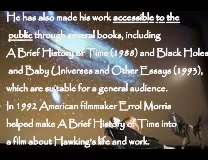 He has also made his work accessible to the
public through several books, including
A Brief History of Time (1988) and Black Holes
and Baby Universes and Other Essays (1993),
which are suitable for a general audience.
In 1992 American filmmaker Errol Morris
helped make A Brief History of Time into
a film about Hawking's life and work.